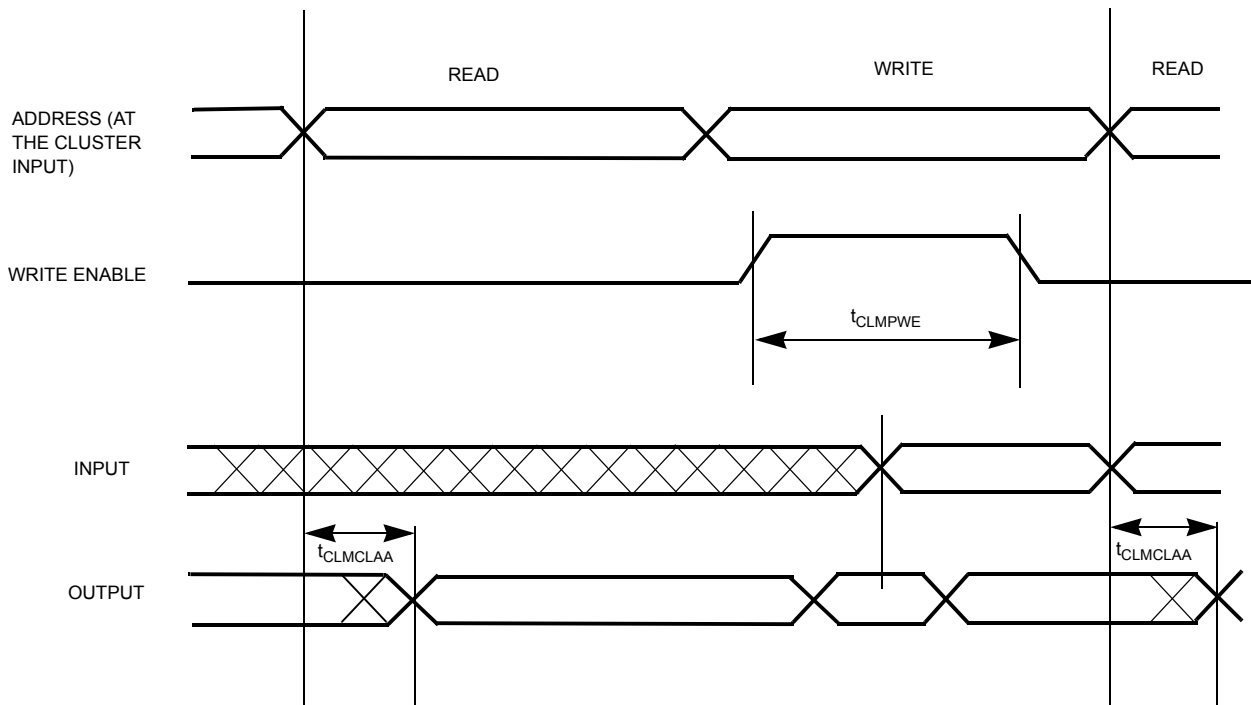 READ
WRITE
READ
ADDRESS (AT
THE CLUSTER
INPUT)
WRITE ENABLE
tCLMPWE
INPUT
tCLMCLAA
tCLMCLAA
OUTPUT